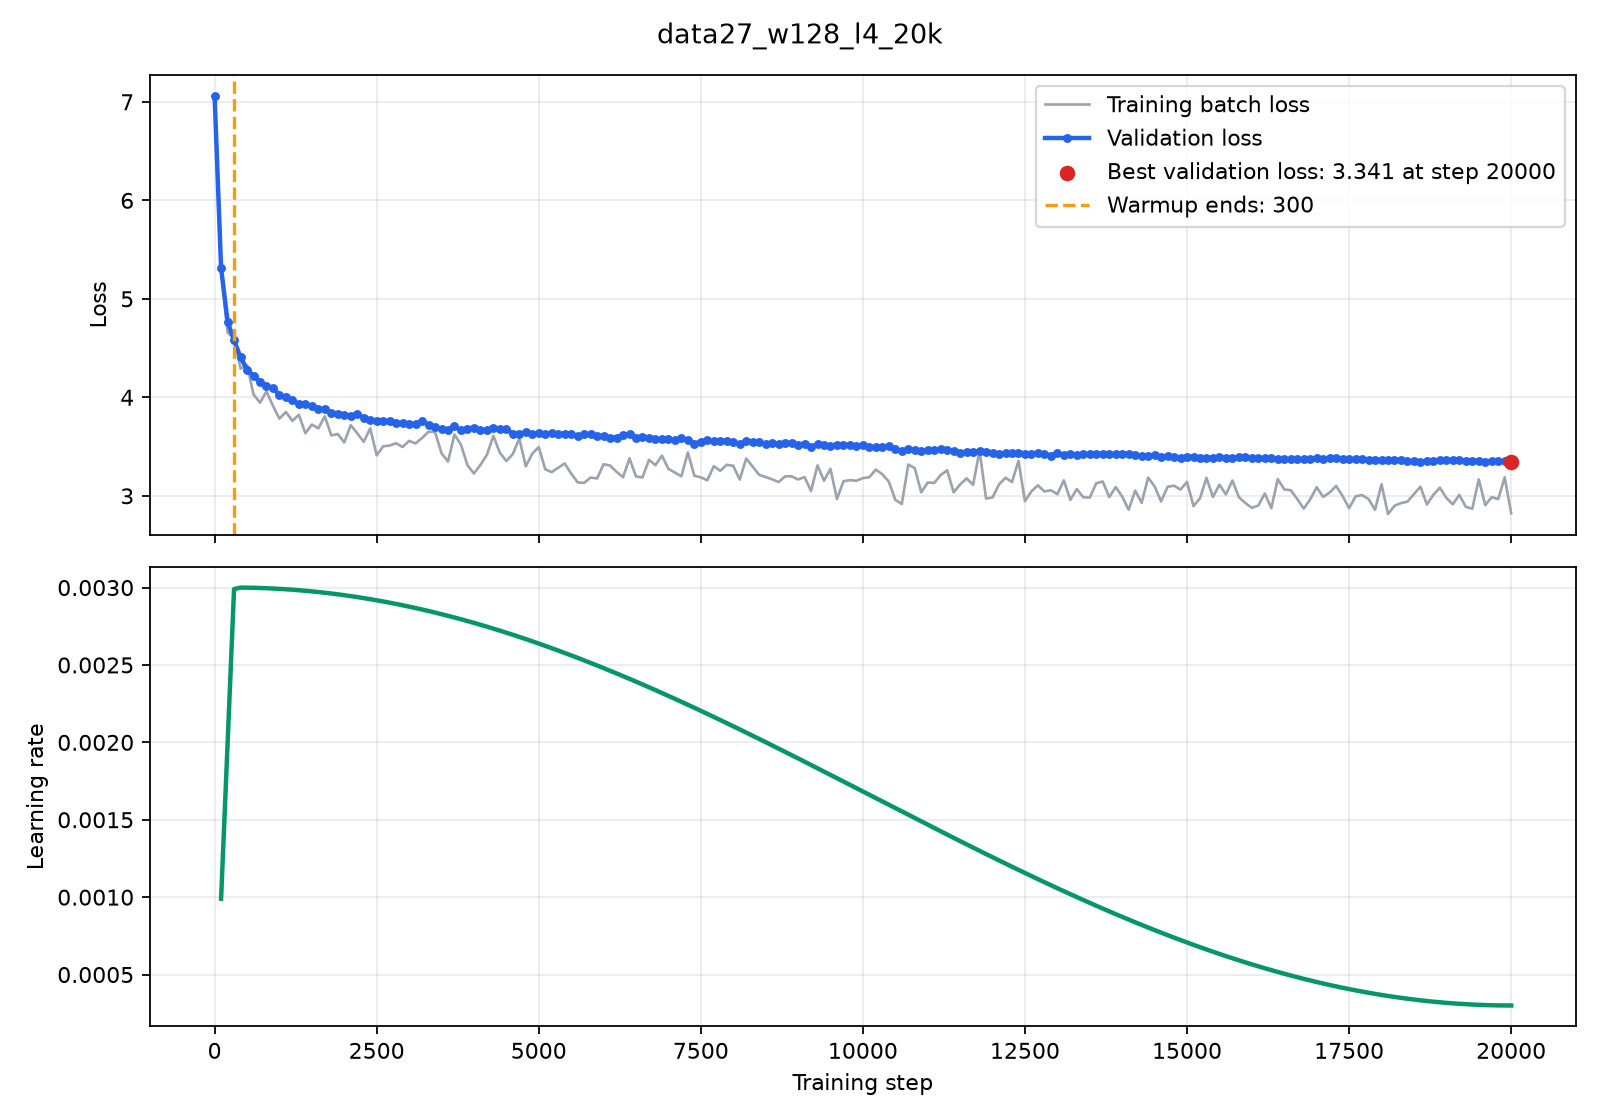 data27_w128_l4_20k
Training batch loss
Validation loss
Best validation loss: 3.341 at step 20000
Warmup ends: 300
Loss
7
6
5
4
3
Learning rate
0.0030
0.0025
0.0020
0.0015
0.0010
0.0005
0 2500 5000 7500 10000 12500 15000 17500 20000
Training step